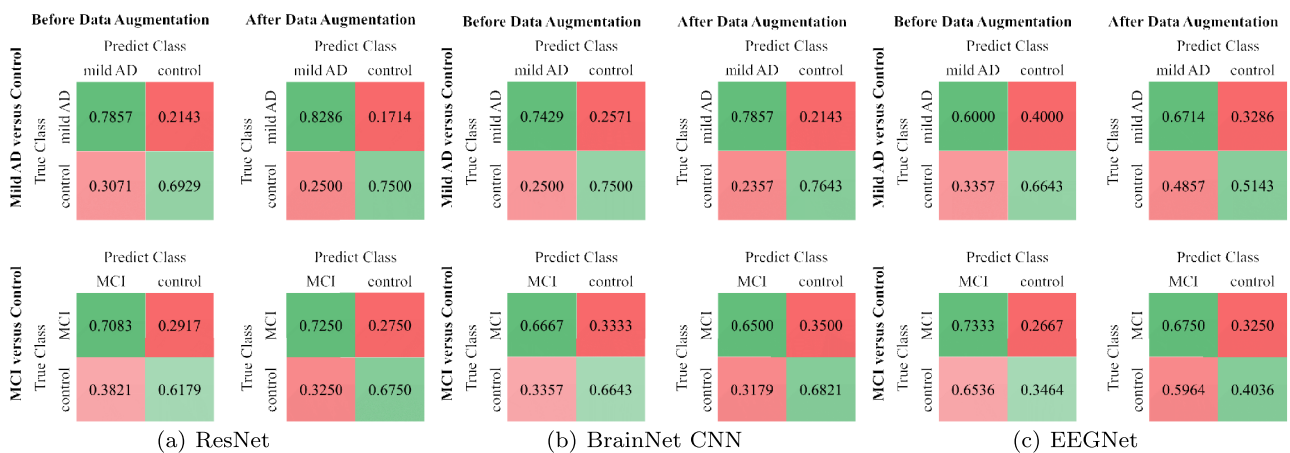 Before Data Augmentation After Data Augmentation Before Data Augmentation After Data Augmentation Before Data Augmentation After Data Augmentation
Predict Class Predict Class Predict Class Predict Class Predict Class Predict Class
mild AD control mild AD control mild AD control mild AD control mild AD control mild AD control
Mild AD versus Control True Class mild AD 0.7857 0.2143 True Class mild AD 0.8286 0.1714 Mild AD versus Control True Class mild AD 0.7429 0.2571 True Class mild AD 0.7857 0.2143 Mild AD versus Control True Class mild AD 0.6000 0.4000 True Class mild AD 0.6714 0.3286
control 0.3071 0.6929 control 0.2500 0.7500 control 0.2500 0.7500 control 0.2357 0.7643 control 0.3357 0.6643 control 0.4857 0.5143
Predict Class Predict Class Predict Class Predict Class Predict Class Predict Class
MCI control MCI control MCI control MCI control MCI control MCI control
MCI versus Control True Class MCI 0.7083 0.2917 True Class MCI 0.7250 0.2750 MCI versus Control True Class MCI 0.6667 0.3333 True Class MCI 0.6500 0.3500 MCI versus Control True Class MCI 0.7333 0.2667 True Class MCI 0.6750 0.3250
control 0.3821 0.6179 control 0.3250 0.6750 control 0.3357 0.6643 control 0.3179 0.6821 control 0.6536 0.3464 control 0.5964 0.4036
(a) ResNet (b) BrainNet CNN (c) EEGNet